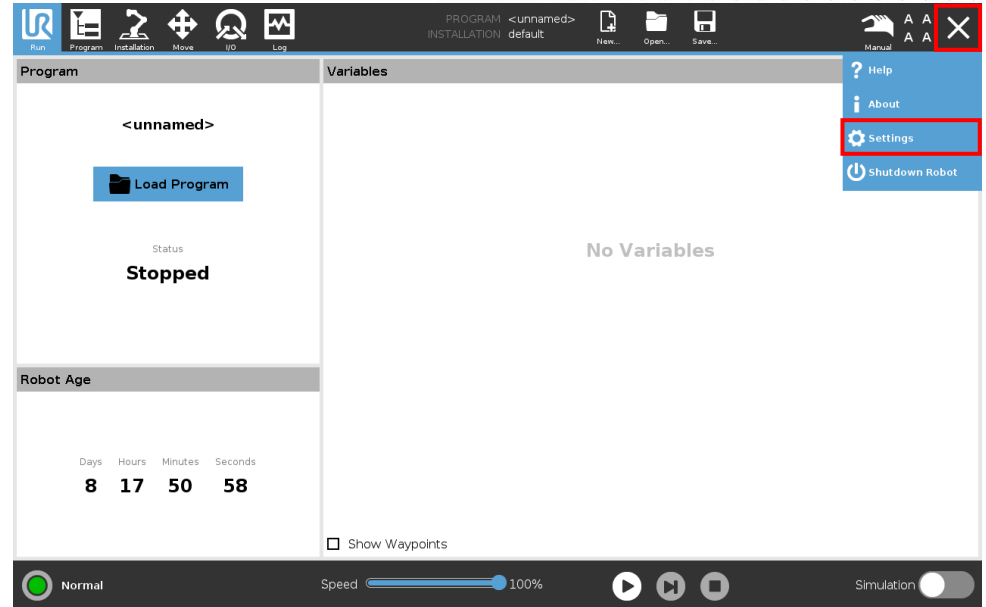 PROGRAM <unnamed>
INSTALLATION default
UR
Run
Program
Installation
Move
I/O
Log
New...
Open...
Save...
Manual
A A
A A
Program
Variables
? Help
i About
Settings
Shutdown Robot
<unnamed>
Load Program
Status
Stopped
No Variables
Robot Age
Days Hours Minutes Seconds
8 17 50 58
Show Waypoints
Normal
Speed 100%
Simulation